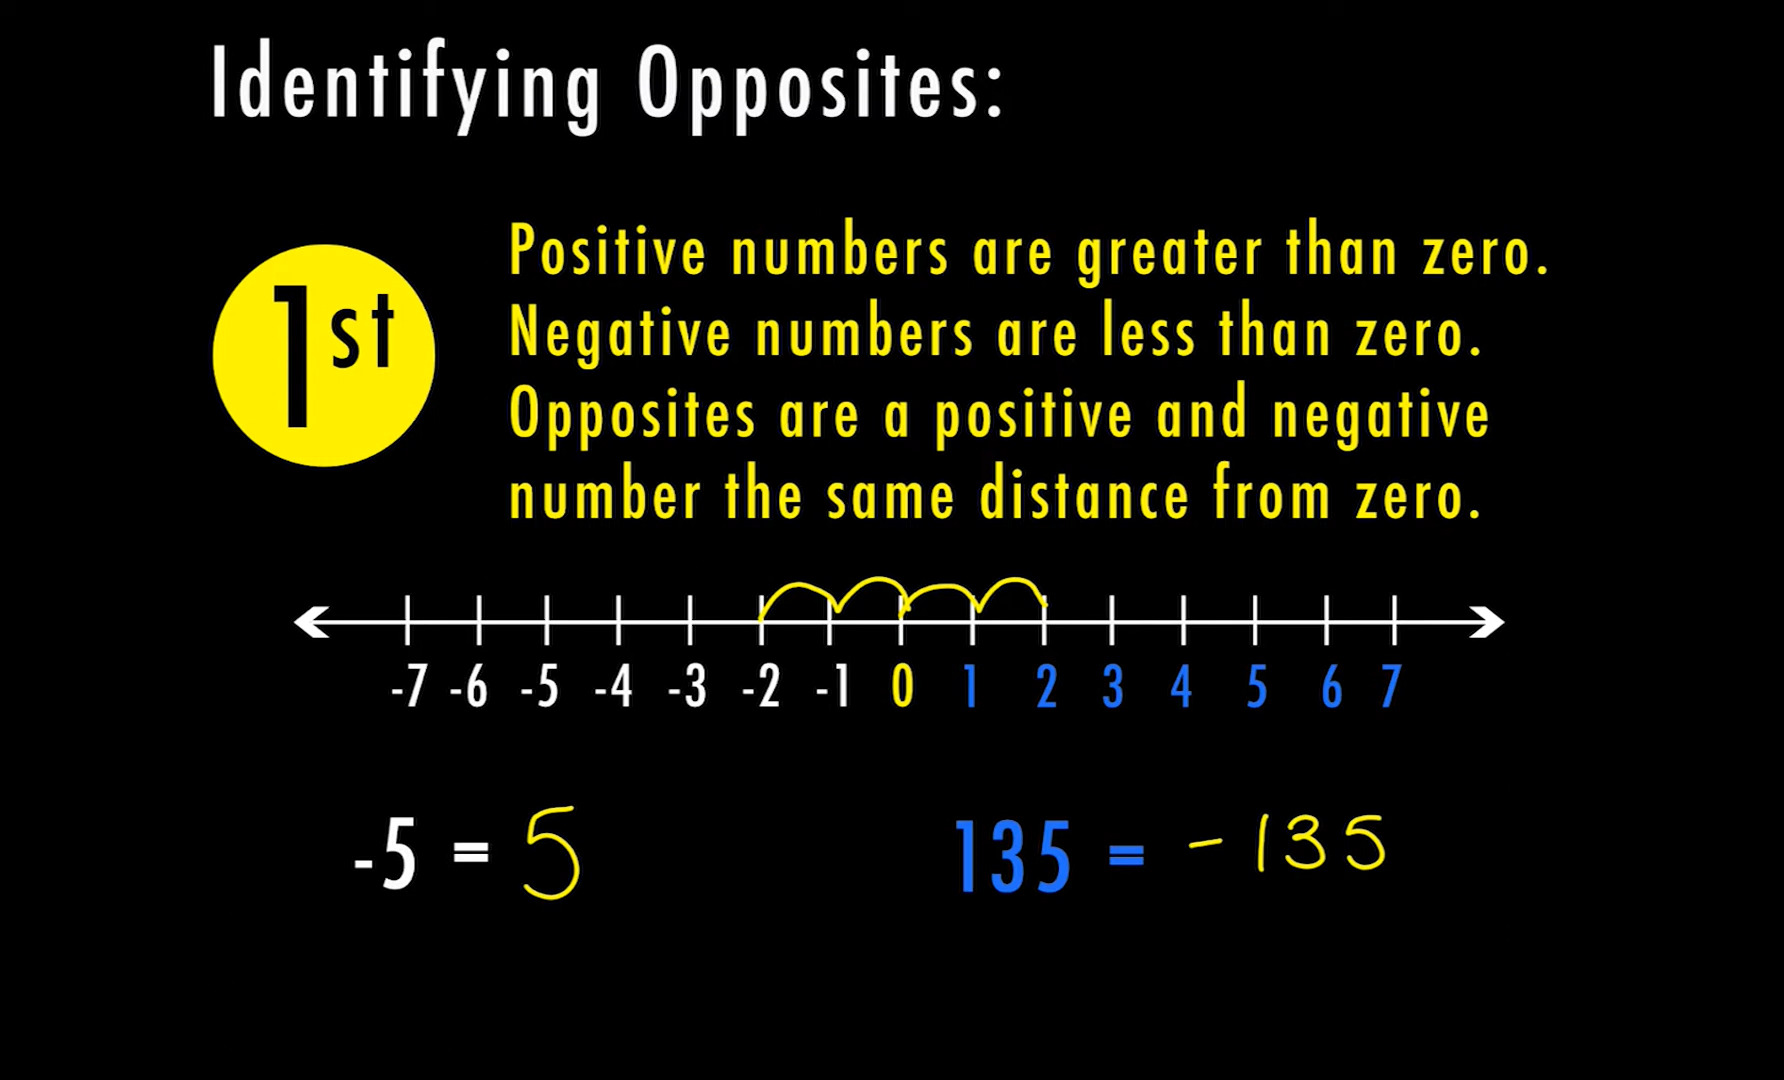 Identifying Opposites:
1st
Positive numbers are greater than zero.
Negative numbers are less than zero.
Opposites are a positive and negative
number the same distance from zero.
-7 -6 -5 -4 -3 -2 -1 0 1 2 3 4 5 6 7
-5 = 5
135 = -135